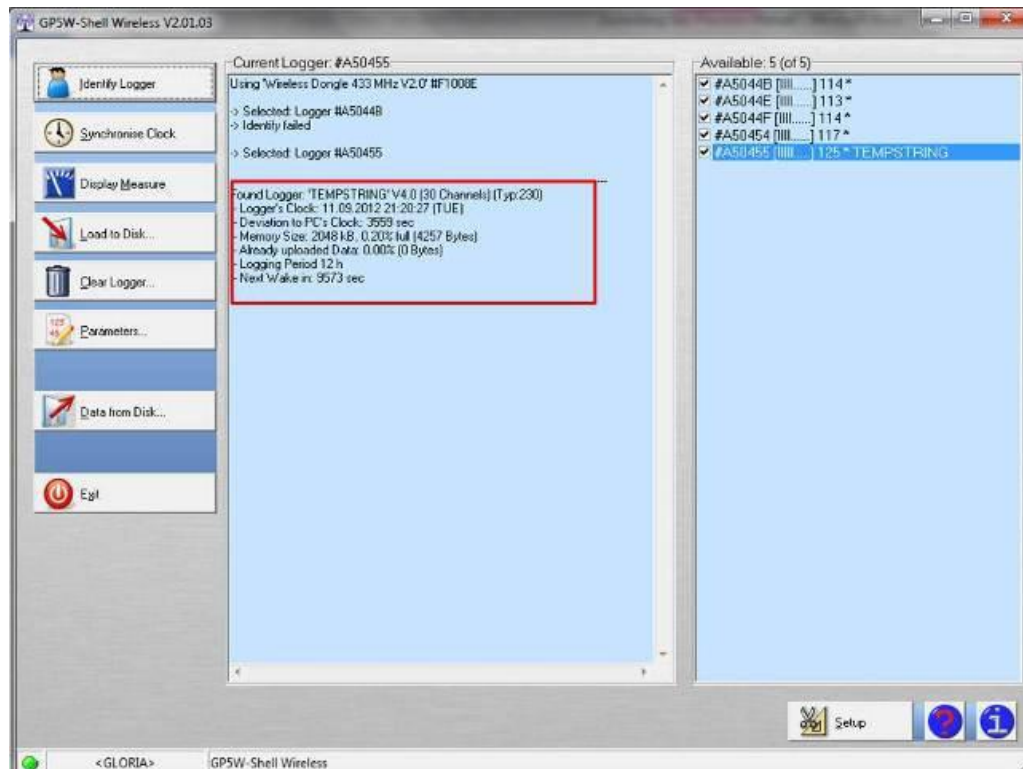 GP5W-Shell Wireless V2.01.03
Identify Logger
Synchronise Clock
Display Measure
Load to Disk...
Clear Logger...
Parameters...
Data from Disk...
Exit
Current Logger: #A50455
Using 'Wireless Dongle 433 MHz V2.0' #F1008E
-> Selected: Logger #A5044B
-> Identify failed
-> Selected: Logger #A50455
Found Logger: 'TEMPSTRING' V4.0 (30 Channels) (Typ:230)
- Logger's Clock: 11.09.2012 21:20:27 (TUE)
- Deviation to PC's Clock: 3559 sec
- Memory Size: 2048 kB, 0.20% full (4257 Bytes)
- Already uploaded Data: 0.00% (0 Bytes)
- Logging Period 12 h
- Next Wake in: 9573 sec
Available: 5 (of 5)
#A5044B [IIII......] 114 *
#A5044E [IIII......] 113 *
#A5044F [IIII......] 114 *
#A50454 [IIII......] 117 *
#A50455 [IIIII.....] 125 * TEMPSTRING
Setup
<GLORIA>
GP5W-Shell Wireless